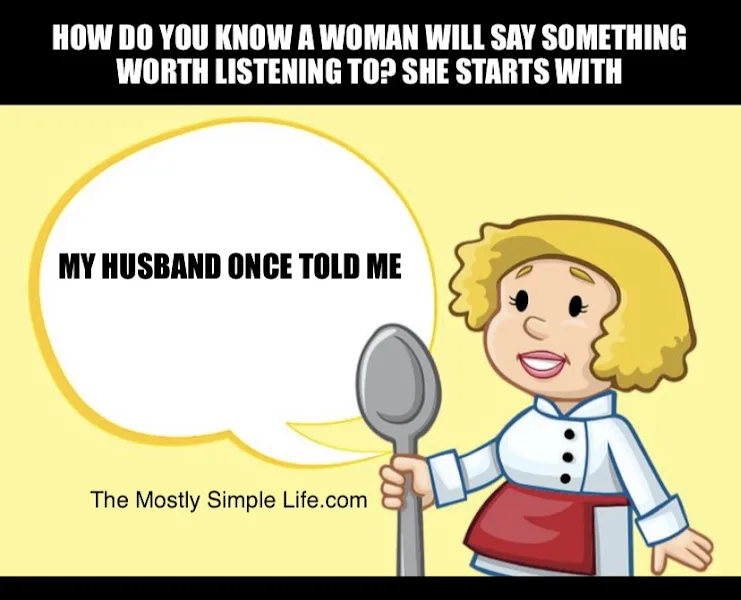 HOW DO YOU KNOW A WOMAN WILL SAY SOMETHING
WORTH LISTENING TO? SHE STARTS WITH
MY HUSBAND ONCE TOLD ME
The Mostly Simple Life.com